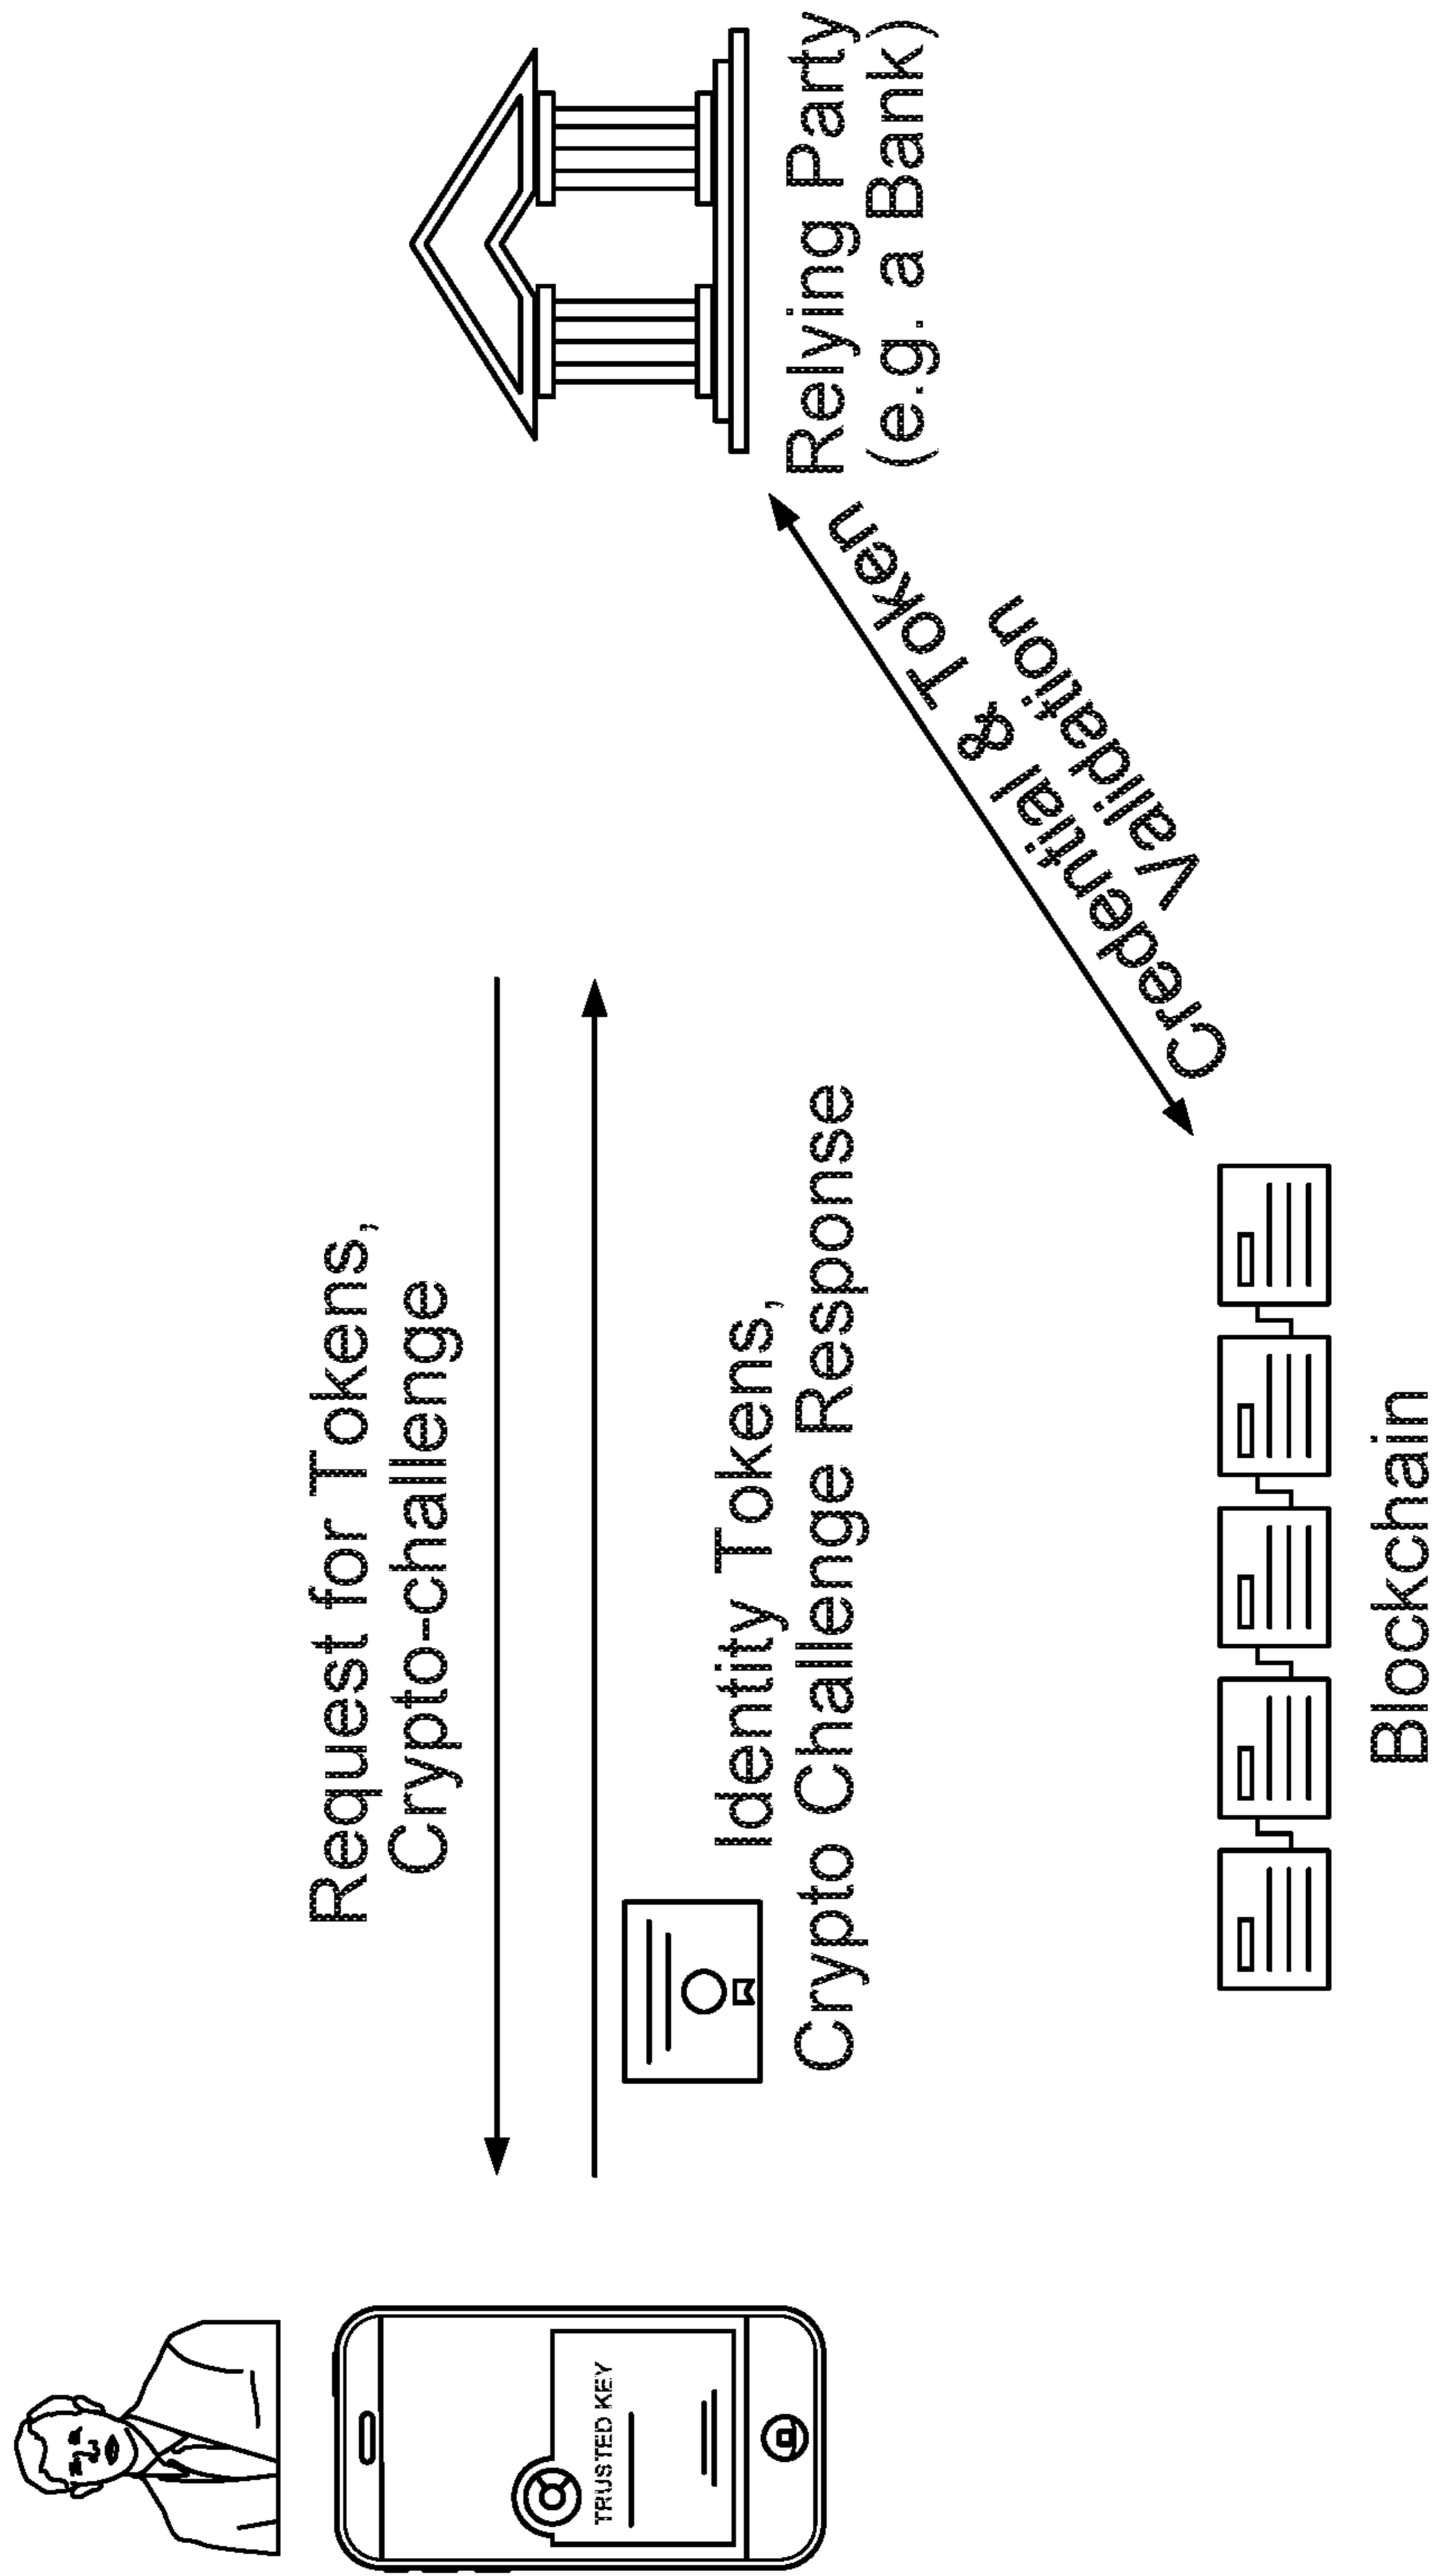 Request for Tokens,
Crypto-challenge
Identity Tokens,
Crypto Challenge Response
TRUSTED KEY
Relying Party
(e.g. a Bank)
Credential & Token
Validation
Blockchain